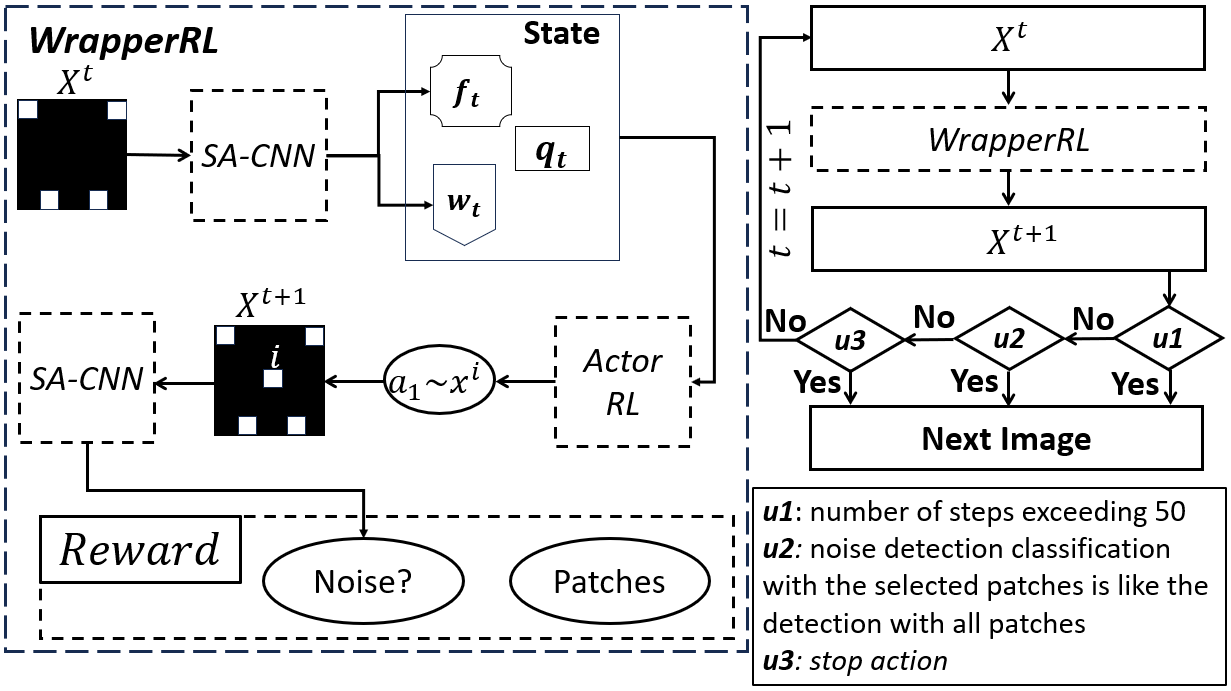 WrapperRL
X^t
SA-CNN
State
f_t
q_t
w_t
SA-CNN
X^{t+1}
i
a_1~x^i
Actor
RL
Reward
Noise?
Patches
X^t
WrapperRL
X^{t+1}
t = t + 1
No
u3
No
u2
No
u1
Yes
Yes
Yes
Next Image
u1: number of steps exceeding 50
u2: noise detection classification
with the selected patches is like the
detection with all patches
u3: stop action